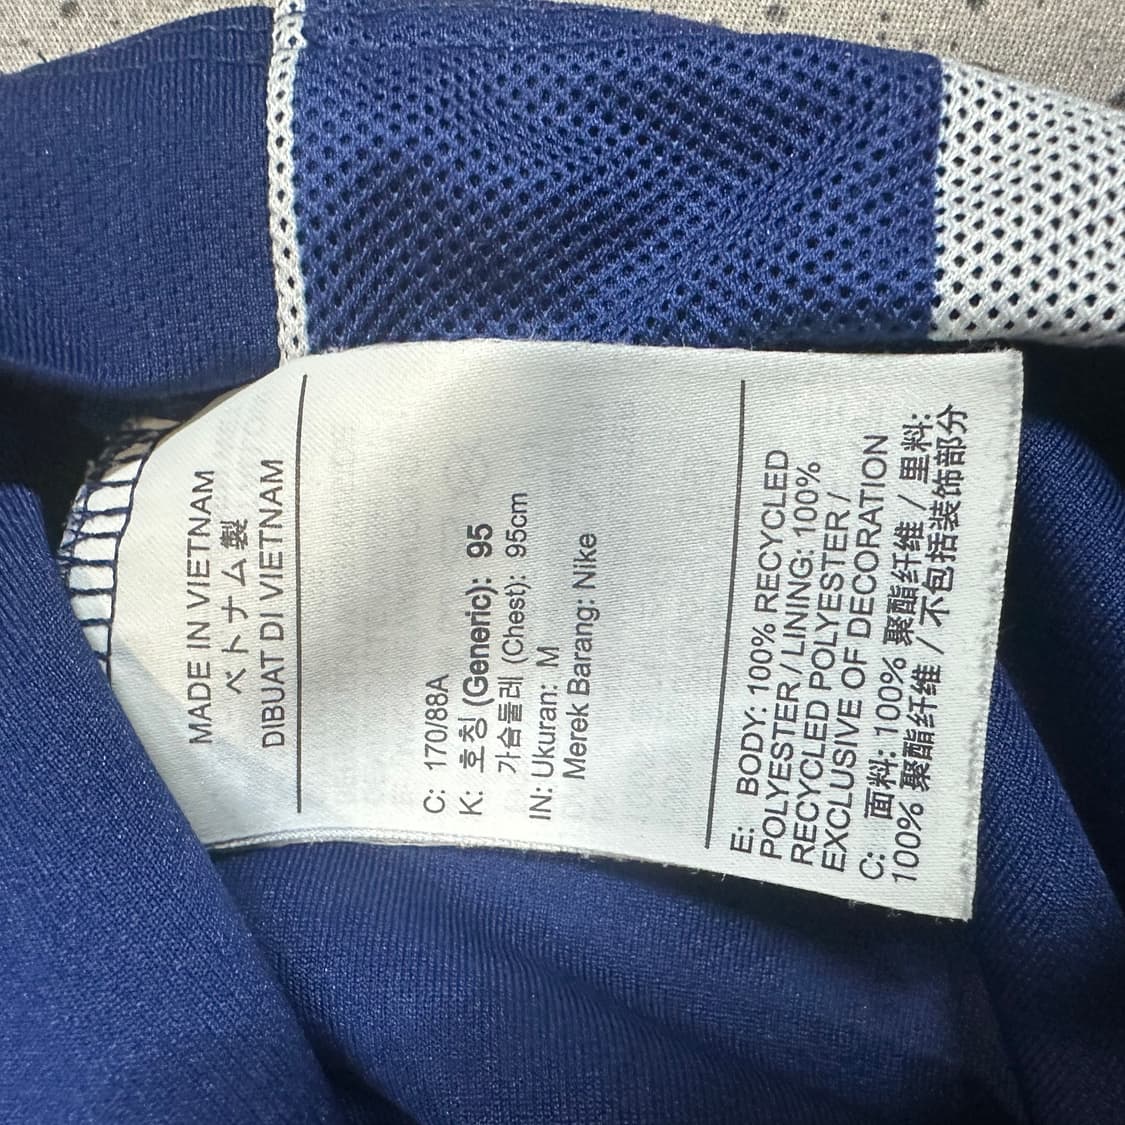 MADE IN VIETNAM
ベトナム製
DIBUAT DI VIETNAM
C: 170/88A
K: 호칭 (Generic): 95
가슴둘레 (Chest): 95cm
IN: Ukuran: M
Merek Barang: Nike
E: BODY: 100% RECYCLED
POLYESTER / LINING: 100%
RECYCLED POLYESTER /
EXCLUSIVE OF DECORATION
C: 面料: 100% 聚酯纤维 / 里料:
100% 聚酯纤维 / 不包括装饰部分